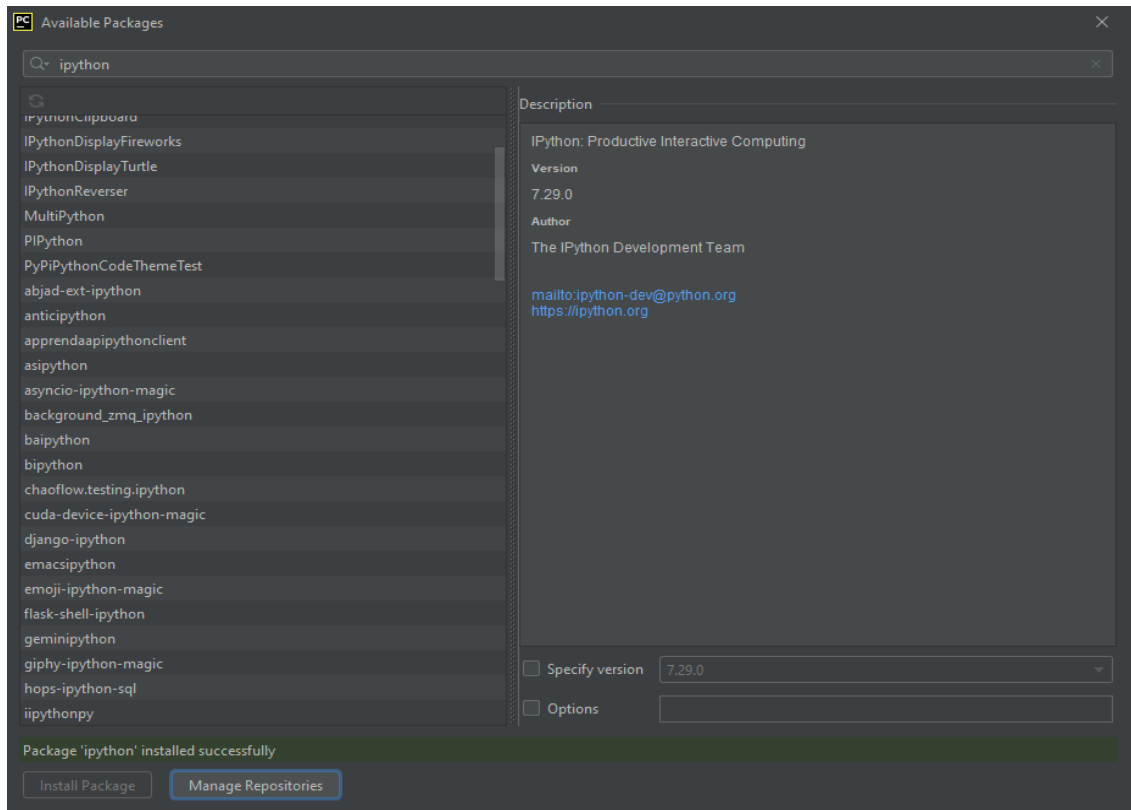 PC Available Packages
ipython
IPythonClipboard
IPythonDisplayFireworks
IPythonDisplayTurtle
IPythonReverser
MultiPython
PIPython
PyPiPythonCodeThemeTest
abjad-ext-ipython
anticipython
apprendaapipythonclient
asipython
asyncio-ipython-magic
background_zmq_ipython
baipython
bipython
chaoflow.testing.ipython
cuda-device-ipython-magic
django-ipython
emacsipython
emoji-ipython-magic
flask-shell-ipython
geminipython
giphy-ipython-magic
hops-ipython-sql
iipythonpy
Description
IPython: Productive Interactive Computing
Version
7.29.0
Author
The IPython Development Team
mailto:ipython-dev@python.org
https://ipython.org
Specify version 7.29.0
Options
Package 'ipython' installed successfully
Install Package Manage Repositories